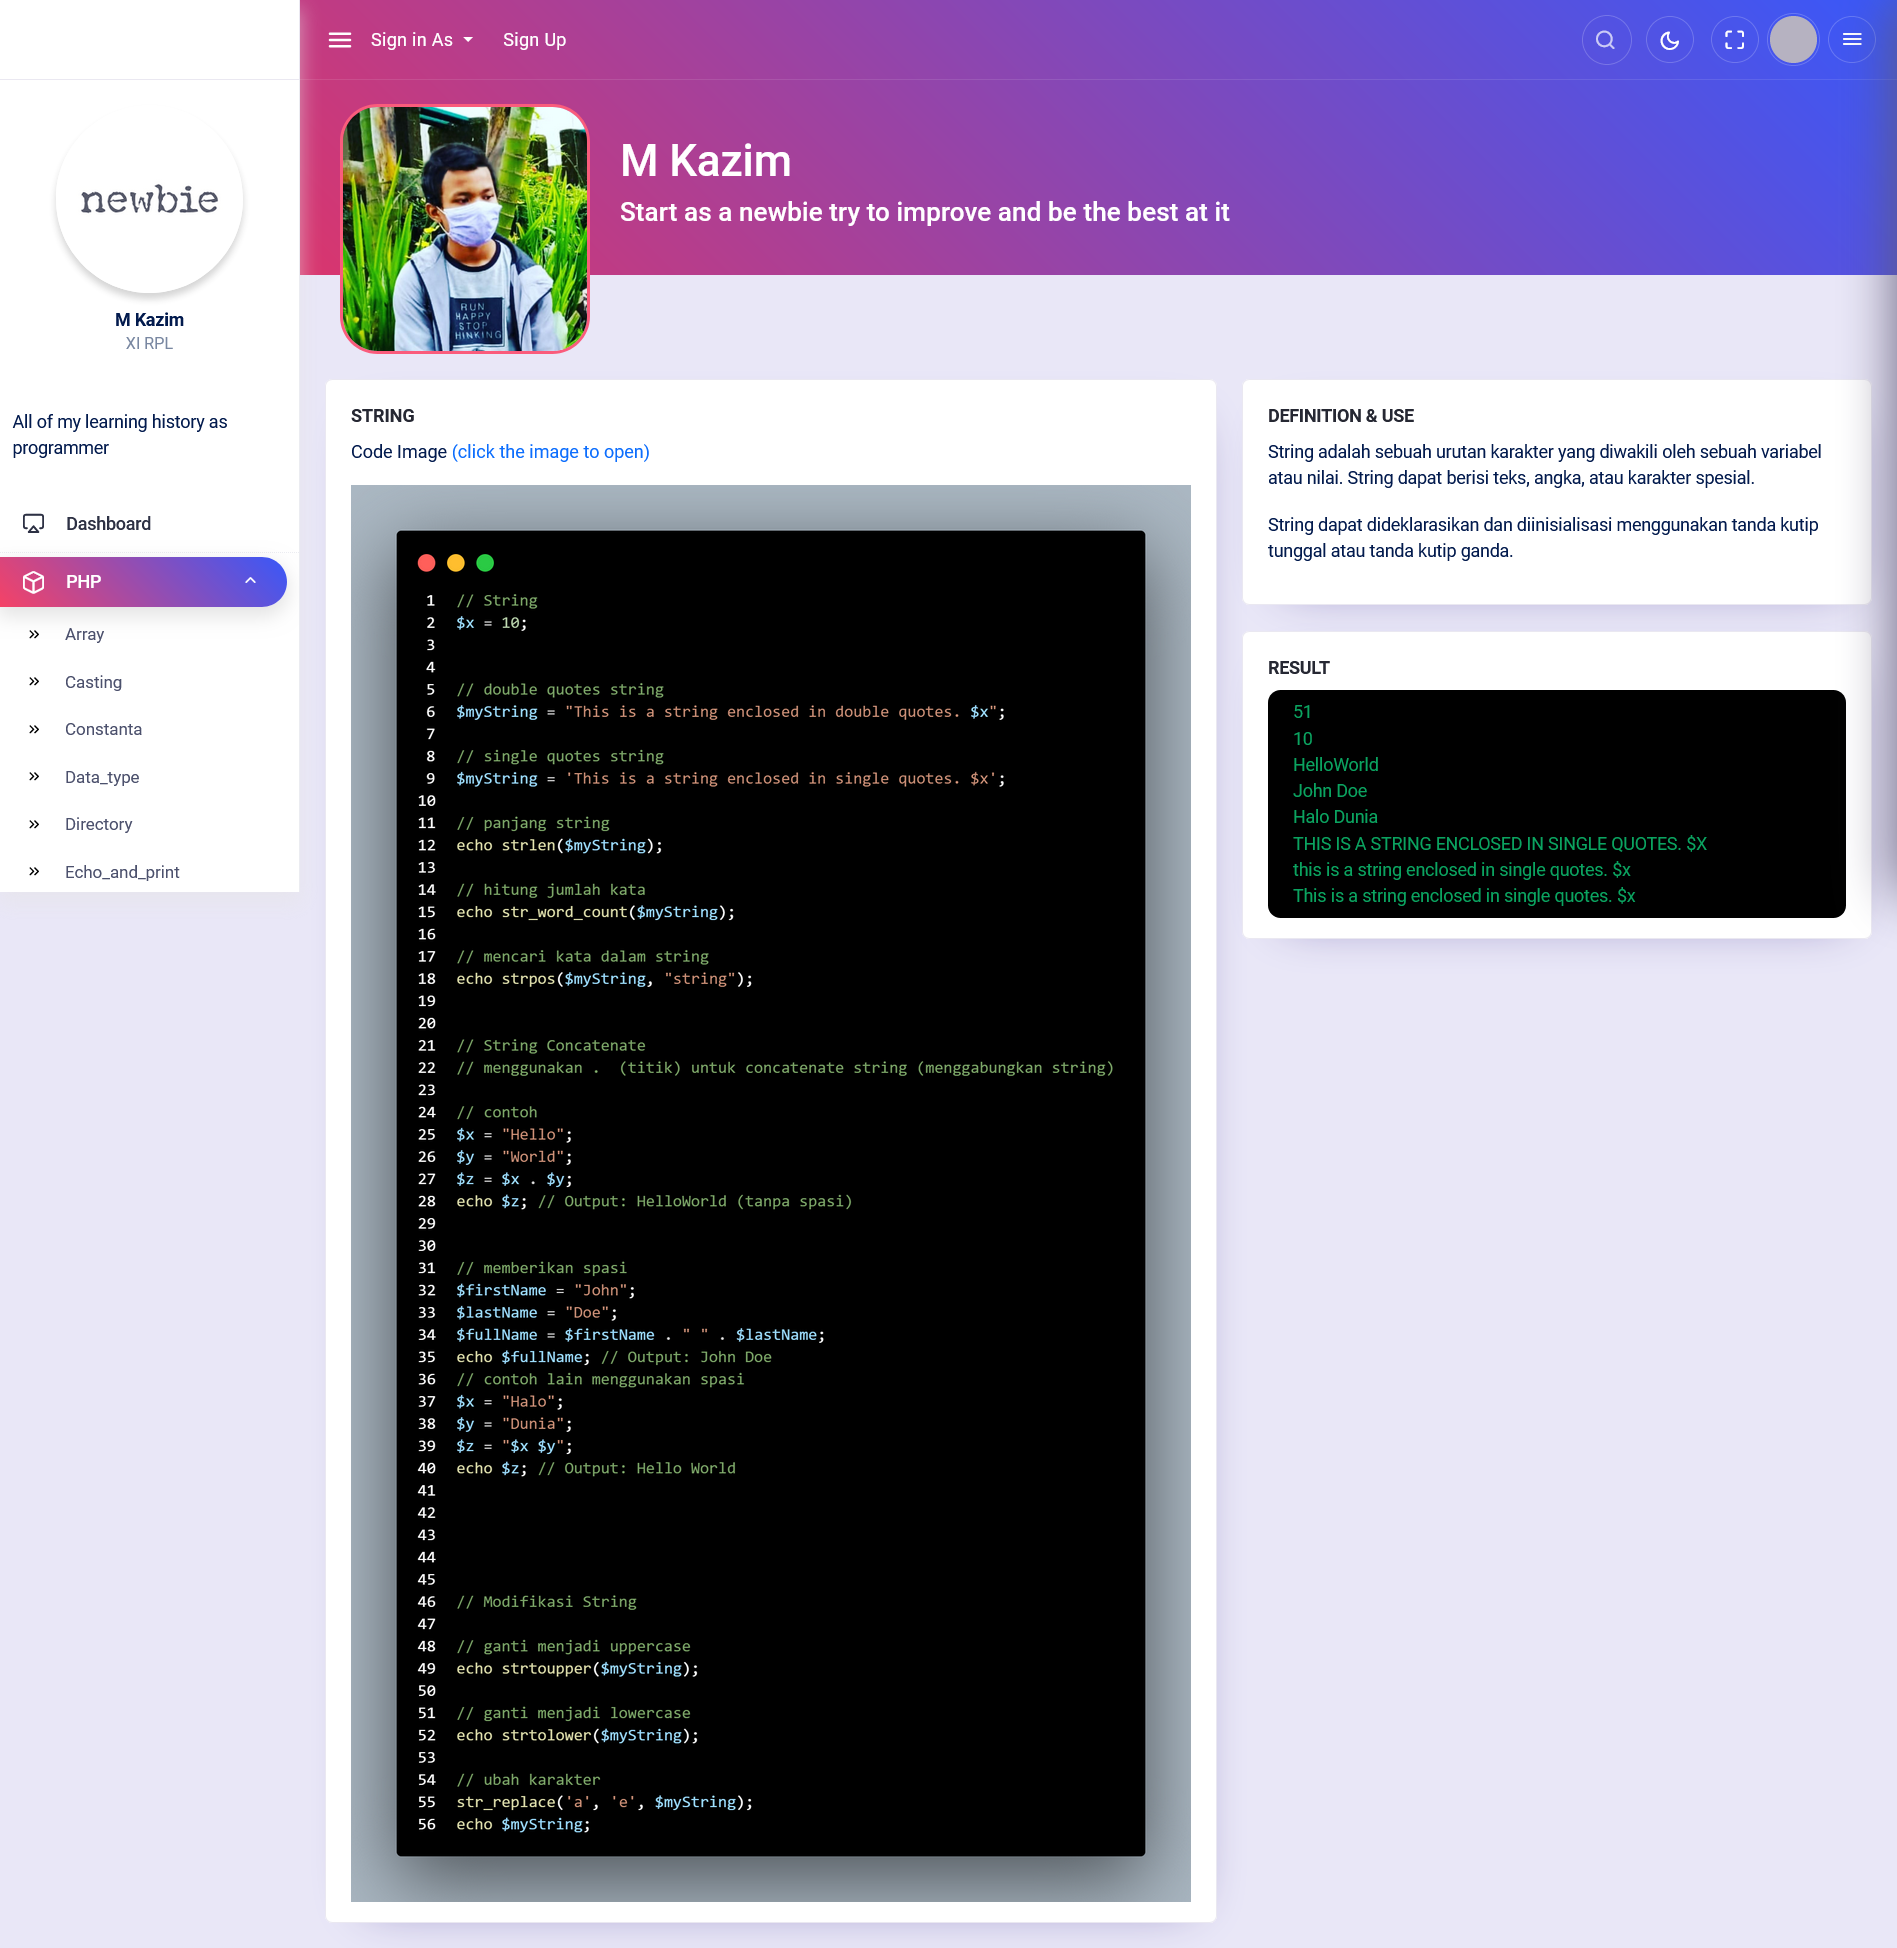 Sign in As
Sign Up
newbie
M Kazim
XI RPL
All of my learning history as
programmer
Dashboard
PHP
Array
Casting
Constanta
Data_type
Directory
Echo_and_print
M Kazim
Start as a newbie try to improve and be the best at it
RUN
HAPPY
STOP
HINKING
STRING
Code Image (click the image to open)
1 // String
2 $x = 10;
3
4
5 // double quotes string
6 $myString = "This is a string enclosed in double quotes. $x";
7
8 // single quotes string
9 $myString = 'This is a string enclosed in single quotes. $x';
10
11 // panjang string
12 echo strlen($myString);
13
14 // hitung jumlah kata
15 echo str_word_count($myString);
16
17 // mencari kata dalam string
18 echo strpos($myString, "string");
19
20
21 // String Concatenate
22 // menggunakan .  (titik) untuk concatenate string (menggabungkan string)
23
24 // contoh
25 $x = "Hello";
26 $y = "World";
27 $z = $x . $y;
28 echo $z; // Output: HelloWorld (tanpa spasi)
29
30
31 // memberikan spasi
32 $firstName = "John";
33 $lastName = "Doe";
34 $fullName = $firstName . " " . $lastName;
35 echo $fullName; // Output: John Doe
36 // contoh lain menggunakan spasi
37 $x = "Halo";
38 $y = "Dunia";
39 $z = "$x $y";
40 echo $z; // Output: Hello World
41
42
43
44
45
46 // Modifikasi String
47
48 // ganti menjadi uppercase
49 echo strtoupper($myString);
50
51 // ganti menjadi lowercase
52 echo strtolower($myString);
53
54 // ubah karakter
55 str_replace('a', 'e', $myString);
56 echo $myString;
DEFINITION & USE
String adalah sebuah urutan karakter yang diwakili oleh sebuah variabel
atau nilai. String dapat berisi teks, angka, atau karakter spesial.
String dapat dideklarasikan dan diinisialisasi menggunakan tanda kutip
tunggal atau tanda kutip ganda.
RESULT
51
10
HelloWorld
John Doe
Halo Dunia
THIS IS A STRING ENCLOSED IN SINGLE QUOTES. $X
this is a string enclosed in single quotes. $x
This is a string enclosed in single quotes. $x